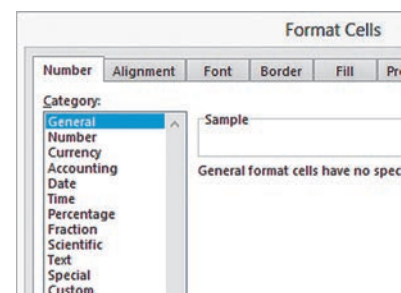 Format Cells
Number Alignment Font Border Fill
Category:
General
Sample
Number
Currency
Accounting
General format cells have no
Date
Time
Percentage
Fraction
Scientific
Text
Special
Custom